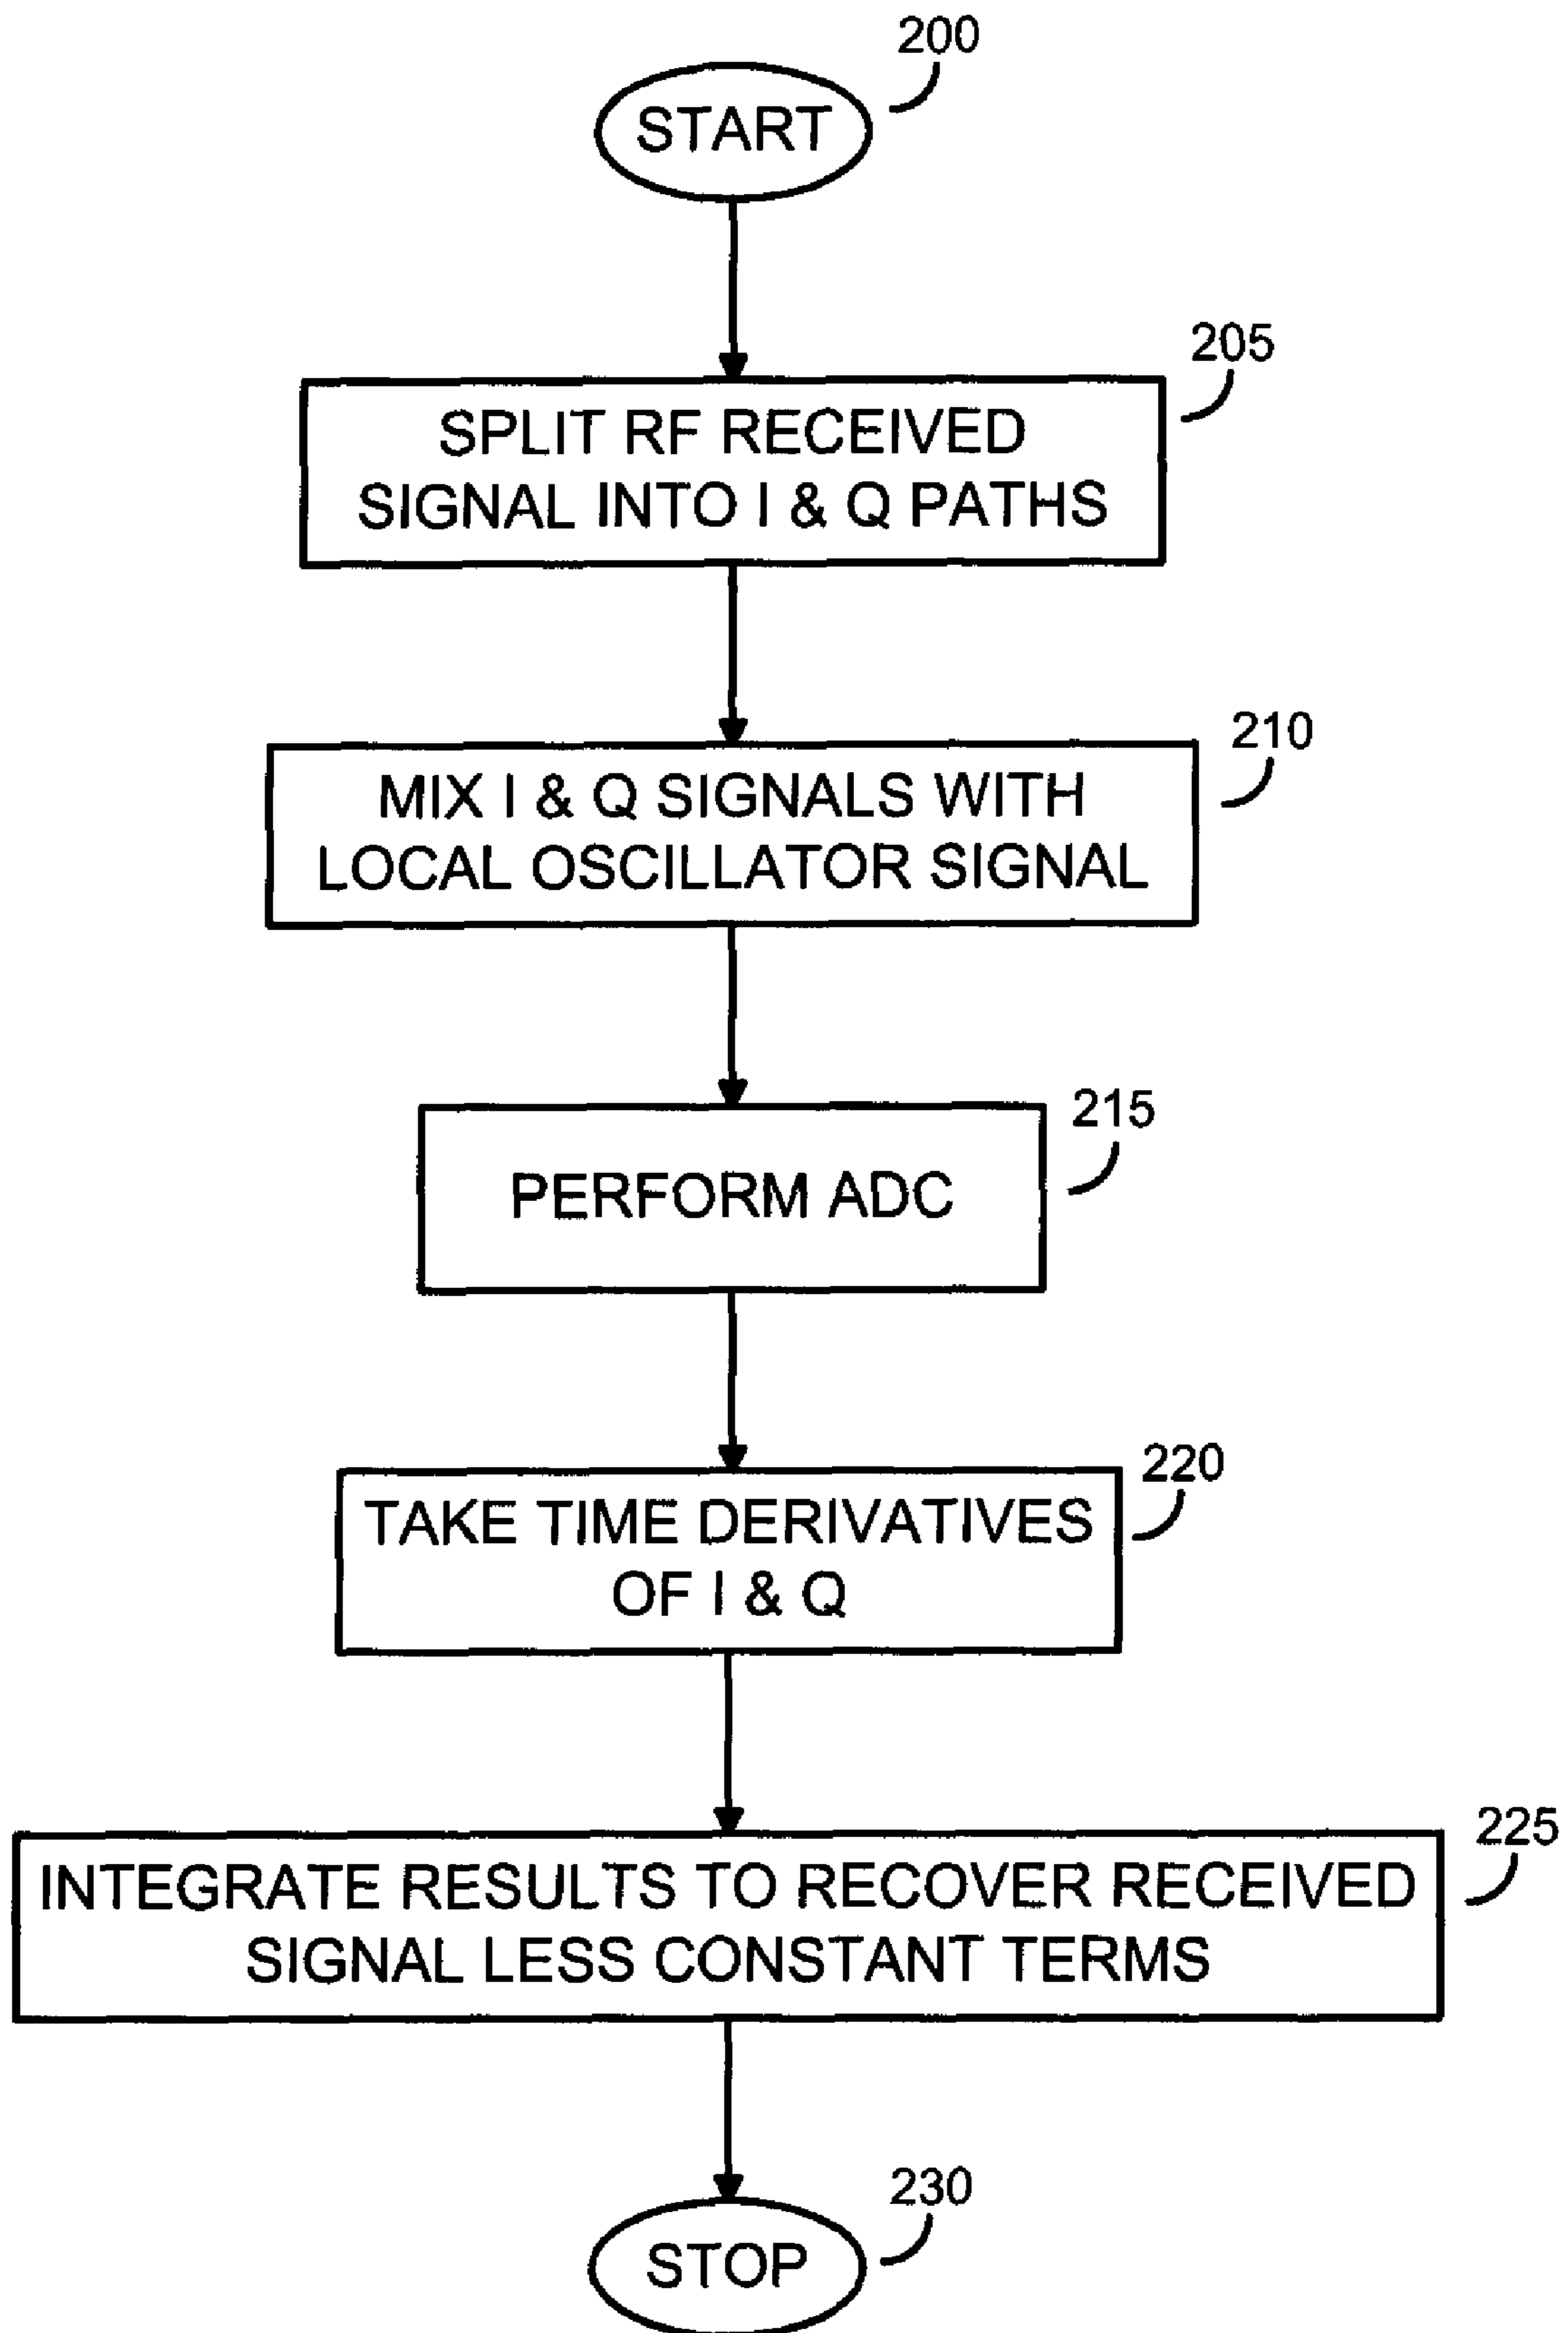 200
START
205
SPLIT RF RECEIVED
SIGNAL INTO I & Q PATHS
210
MIX I & Q SIGNALS WITH
LOCAL OSCILLATOR SIGNAL
215
PERFORM ADC
220
TAKE TIME DERIVATIVES
OF I & Q
225
INTEGRATE RESULTS TO RECOVER RECEIVED
SIGNAL LESS CONSTANT TERMS
230
STOP